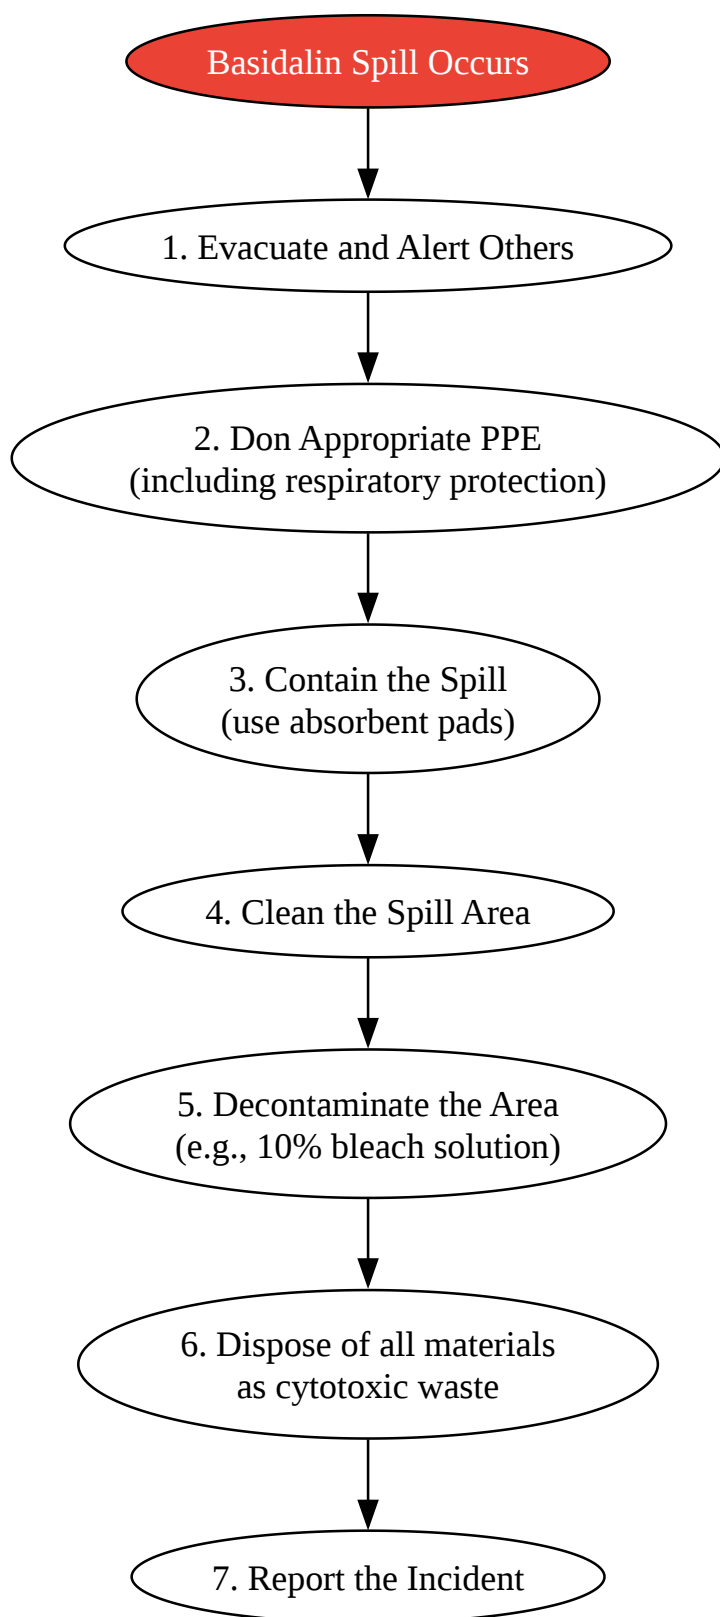 Basidalin Spill Occurs
1. Evacuate and Alert Others
2. Don Appropriate PPE
(including respiratory protection)
3. Contain the Spill
(use absorbent pads)
4. Clean the Spill Area
5. Decontaminate the Area
(e.g., 10% bleach solution)
6. Dispose of all materials
as cytotoxic waste
7. Report the Incident